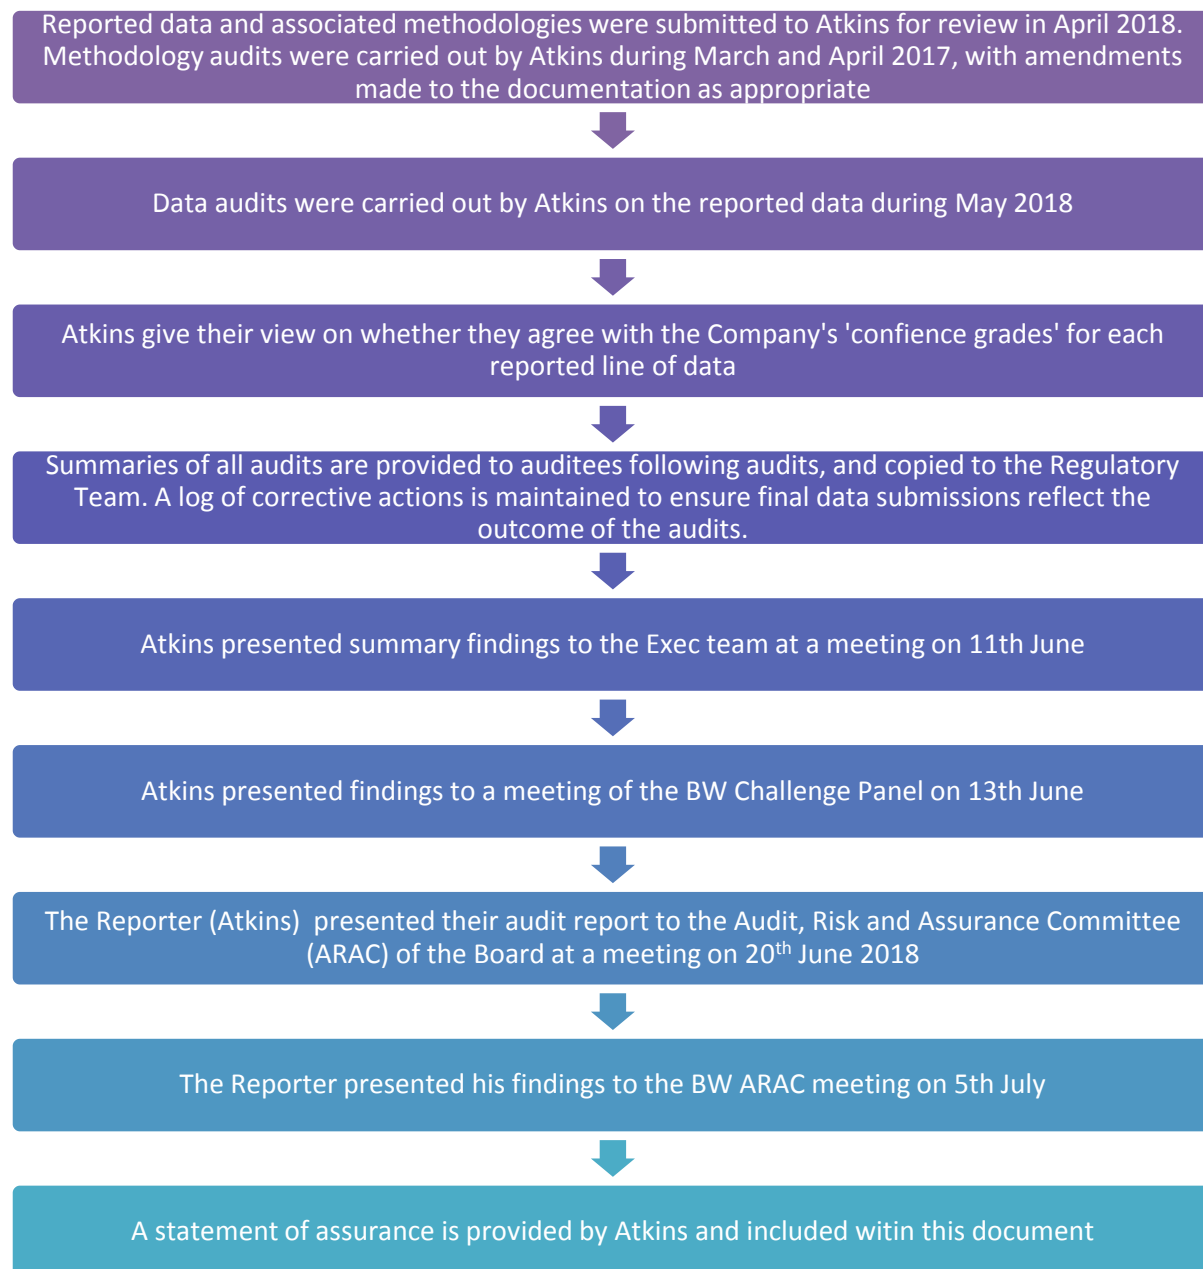 Reported data and associated methodologies were submitted to Atkins for review in April 2018.
Methodology audits were carried out by Atkins during March and April 2017, with amendments
made to the documentation as appropriate
Data audits were carried out by Atkins on the reported data during May 2018
Atkins give their view on whether they agree with the Company's 'confience grades' for each
reported line of data
Summaries of all audits are provided to auditees following audits, and copied to the Regulatory
Team. A log of corrective actions is maintained to ensure final data submissions reflect the
outcome of the audits.
Atkins presented summary findings to the Exec team at a meeting on 11th June
Atkins presented findings to a meeting of the BW Challenge Panel on 13th June
The Reporter (Atkins)  presented their audit report to the Audit, Risk and Assurance Committee
(ARAC) of the Board at a meeting on 20th June 2018
The Reporter presented his findings to the BW ARAC meeting on 5th July
A statement of assurance is provided by Atkins and included witin this document